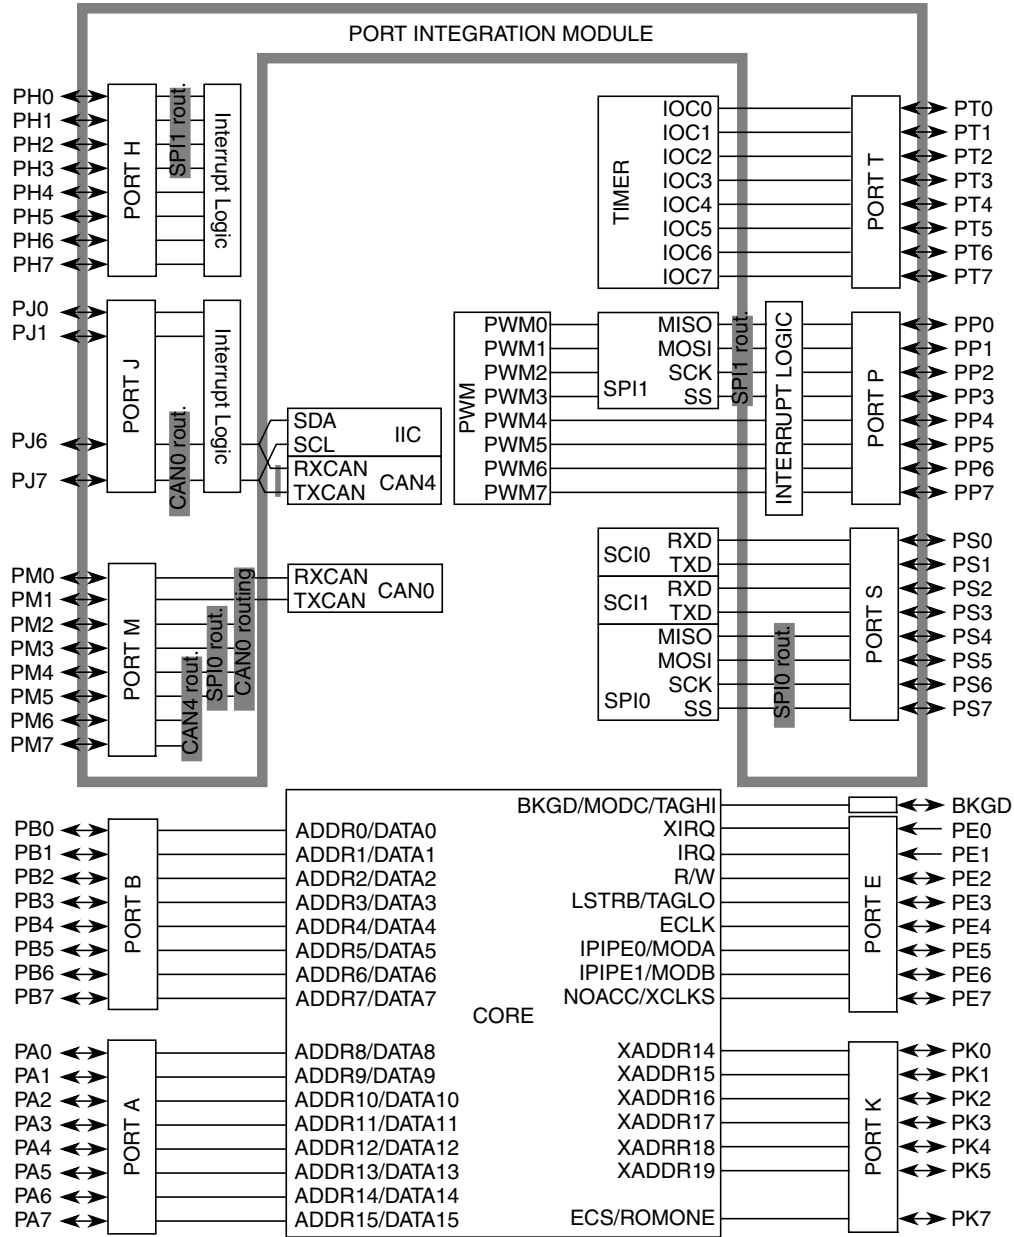 PORT INTEGRATION MODULE
PH0
PH1
PH2
PH3
PH4
PH5
PH6
PH7
PORT H
SPI1 rout.
Interrupt Logic
PJ0
PJ1
PJ6
PJ7
PORT J
CAN0 rout.
Interrupt Logic
SDA
SCL
IIC
RXCAN
TXCAN
CAN4
PM0
PM1
PM2
PM3
PM4
PM5
PM6
PM7
PORT M
CAN4 rout.
SPI0 rout.
CAN0 routing
RXCAN
TXCAN
CAN0
TIMER
IOC0
IOC1
IOC2
IOC3
IOC4
IOC5
IOC6
IOC7
PORT T
PT0
PT1
PT2
PT3
PT4
PT5
PT6
PT7
PWM
PWM0
PWM1
PWM2
PWM3
PWM4
PWM5
PWM6
PWM7
SPI1
MISO
MOSI
SCK
SS
SPI1 rout.
INTERRUPT LOGIC
PORT P
PP0
PP1
PP2
PP3
PP4
PP5
PP6
PP7
SCI0
RXD
TXD
SCI1
RXD
TXD
SPI0
MISO
MOSI
SCK
SS
SPI0 rout.
PORT S
PS0
PS1
PS2
PS3
PS4
PS5
PS6
PS7
PB0
PB1
PB2
PB3
PB4
PB5
PB6
PB7
PORT B
ADDR0/DATA0
ADDR1/DATA1
ADDR2/DATA2
ADDR3/DATA3
ADDR4/DATA4
ADDR5/DATA5
ADDR6/DATA6
ADDR7/DATA7
CORE
PA0
PA1
PA2
PA3
PA4
PA5
PA6
PA7
PORT A
ADDR8/DATA8
ADDR9/DATA9
ADDR10/DATA10
ADDR11/DATA11
ADDR12/DATA12
ADDR13/DATA13
ADDR14/DATA14
ADDR15/DATA15
BKGD/MODC/TAGHI
XIRQ
IRQ
R/W
LSTRB/TAGLO
ECLK
IPIPE0/MODA
IPIPE1/MODB
NOACC/XCLKS
PORT E
BKGD
PE0
PE1
PE2
PE3
PE4
PE5
PE6
PE7
XADDR14
XADDR15
XADDR16
XADDR17
XADRR18
XADDR19
ECS/ROMONE
PORT K
PK0
PK1
PK2
PK3
PK4
PK5
PK7